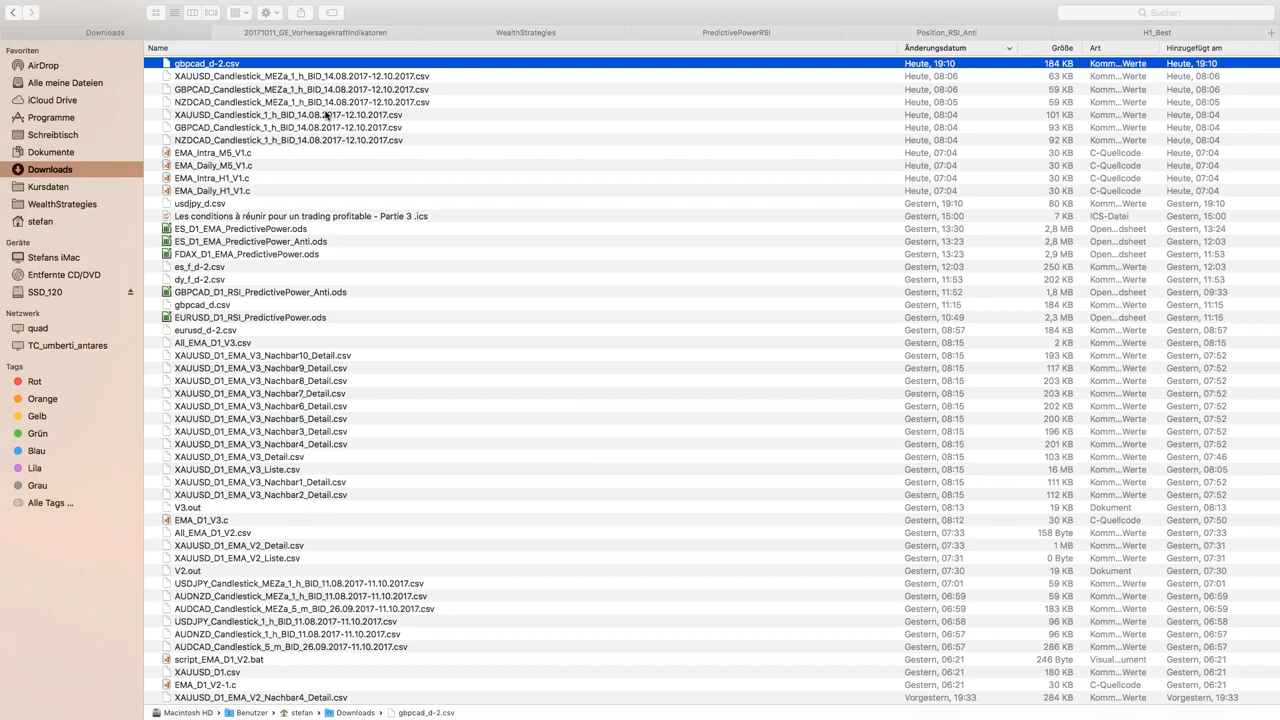 Suchen
Downloads 20171011_GE_Vorhersagekraftindikatoren WealthStrategies PredictivePowerRSI Position_RSI_Anti H1_Best +
Favoriten
AirDrop
Alle meine Dateien
iCloud Drive
Programme
Schreibtisch
Dokumente
Downloads
Kursdaten
WealthStrategies
stefan
Geräte
Stefans iMac
Entfernte CD/DVD
SSD_120
Netzwerk
quad
TC_umberti_antares
Tags
Rot
Orange
Gelb
Grün
Blau
Lila
Grau
Alle Tags ...
Name Änderungsdatum Größe Art Hinzugefügt am
gbpcad_d-2.csv Heute, 19:10 184 KB Komm...Werte Heute, 19:10
XAUUSD_Candlestick_MEZa_1_h_BID_14.08.2017-12.10.2017.csv Heute, 08:06 63 KB Komm...Werte Heute, 08:06
GBPCAD_Candlestick_MEZa_1_h_BID_14.08.2017-12.10.2017.csv Heute, 08:06 59 KB Komm...Werte Heute, 08:06
NZDCAD_Candlestick_MEZa_1_h_BID_14.08.2017-12.10.2017.csv Heute, 08:05 59 KB Komm...Werte Heute, 08:05
XAUUSD_Candlestick_1_h_BID_14.08.2017-12.10.2017.csv Heute, 08:04 101 KB Komm...Werte Heute, 08:04
GBPCAD_Candlestick_1_h_BID_14.08.2017-12.10.2017.csv Heute, 08:04 93 KB Komm...Werte Heute, 08:04
NZDCAD_Candlestick_1_h_BID_14.08.2017-12.10.2017.csv Heute, 08:04 92 KB Komm...Werte Heute, 08:04
EMA_Intra_M5_V1.c Heute, 07:04 30 KB C-Quellcode Heute, 07:04
EMA_Daily_M5_V1.c Heute, 07:04 30 KB C-Quellcode Heute, 07:04
EMA_Intra_H1_V1.c Heute, 07:04 30 KB C-Quellcode Heute, 07:04
EMA_Daily_H1_V1.c Heute, 07:04 30 KB C-Quellcode Heute, 07:04
usdjpy_d.csv Gestern, 19:10 80 KB Komm...Werte Gestern, 19:10
Les conditions à réunir pour un trading profitable - Partie 3 .ics Gestern, 15:00 7 KB ICS-Datei Gestern, 15:00
ES_D1_EMA_PredictivePower.ods Gestern, 13:30 2,8 MB Open...dsheet Gestern, 13:24
ES_D1_EMA_PredictivePower_Anti.ods Gestern, 13:23 2,8 MB Open...dsheet Gestern, 12:03
FDAX_D1_EMA_PredictivePower.ods Gestern, 13:23 2,9 MB Open...dsheet Gestern, 11:53
es_f_d-2.csv Gestern, 12:03 250 KB Komm...Werte Gestern, 12:03
dy_f_d-2.csv Gestern, 11:53 202 KB Komm...Werte Gestern, 11:53
GBPCAD_D1_RSI_PredictivePower_Anti.ods Gestern, 11:52 1,8 MB Open...dsheet Gestern, 09:33
gbpcad_d.csv Gestern, 11:15 184 KB Komm...Werte Gestern, 11:15
EURUSD_D1_RSI_PredictivePower.ods Gestern, 10:49 2,3 MB Open...dsheet Gestern, 11:15
eurusd_d-2.csv Gestern, 08:57 184 KB Komm...Werte Gestern, 08:57
All_EMA_D1_V3.csv Gestern, 08:15 2 KB Komm...Werte Gestern, 08:15
XAUUSD_D1_EMA_V3_Nachbar10_Detail.csv Gestern, 08:15 193 KB Komm...Werte Gestern, 07:52
XAUUSD_D1_EMA_V3_Nachbar9_Detail.csv Gestern, 08:15 117 KB Komm...Werte Gestern, 07:52
XAUUSD_D1_EMA_V3_Nachbar8_Detail.csv Gestern, 08:15 203 KB Komm...Werte Gestern, 07:52
XAUUSD_D1_EMA_V3_Nachbar7_Detail.csv Gestern, 08:15 203 KB Komm...Werte Gestern, 07:52
XAUUSD_D1_EMA_V3_Nachbar6_Detail.csv Gestern, 08:15 202 KB Komm...Werte Gestern, 07:52
XAUUSD_D1_EMA_V3_Nachbar5_Detail.csv Gestern, 08:15 200 KB Komm...Werte Gestern, 07:52
XAUUSD_D1_EMA_V3_Nachbar3_Detail.csv Gestern, 08:15 196 KB Komm...Werte Gestern, 07:52
XAUUSD_D1_EMA_V3_Nachbar4_Detail.csv Gestern, 08:15 201 KB Komm...Werte Gestern, 07:52
XAUUSD_D1_EMA_V3_Detail.csv Gestern, 08:15 103 KB Komm...Werte Gestern, 07:46
XAUUSD_D1_EMA_V3_Liste.csv Gestern, 08:15 16 MB Komm...Werte Gestern, 08:05
XAUUSD_D1_EMA_V3_Nachbar1_Detail.csv Gestern, 08:15 111 KB Komm...Werte Gestern, 07:52
XAUUSD_D1_EMA_V3_Nachbar2_Detail.csv Gestern, 08:15 112 KB Komm...Werte Gestern, 07:52
V3.out Gestern, 08:13 19 KB Dokument Gestern, 08:13
EMA_D1_V3.c Gestern, 08:12 30 KB C-Quellcode Gestern, 07:50
All_EMA_D1_V2.csv Gestern, 07:33 158 Byte Komm...Werte Gestern, 07:33
XAUUSD_D1_EMA_V2_Detail.csv Gestern, 07:33 1 MB Komm...Werte Gestern, 07:31
XAUUSD_D1_EMA_V2_Liste.csv Gestern, 07:31 0 Byte Komm...Werte Gestern, 07:31
V2.out Gestern, 07:30 19 KB Dokument Gestern, 07:30
USDJPY_Candlestick_MEZa_1_h_BID_11.08.2017-11.10.2017.csv Gestern, 07:01 59 KB Komm...Werte Gestern, 07:01
AUDNZD_Candlestick_MEZa_1_h_BID_11.08.2017-11.10.2017.csv Gestern, 06:59 59 KB Komm...Werte Gestern, 06:59
AUDCAD_Candlestick_MEZa_5_m_BID_26.09.2017-11.10.2017.csv Gestern, 06:59 183 KB Komm...Werte Gestern, 06:59
USDJPY_Candlestick_1_h_BID_11.08.2017-11.10.2017.csv Gestern, 06:58 96 KB Komm...Werte Gestern, 06:58
AUDNZD_Candlestick_1_h_BID_11.08.2017-11.10.2017.csv Gestern, 06:57 96 KB Komm...Werte Gestern, 06:57
AUDCAD_Candlestick_5_m_BID_26.09.2017-11.10.2017.csv Gestern, 06:57 286 KB Komm...Werte Gestern, 06:57
script_EMA_D1_V2.bat Gestern, 06:21 246 Byte Visual...ument Gestern, 06:21
XAUUSD_D1.csv Gestern, 06:21 180 KB Komm...Werte Gestern, 06:21
EMA_D1_V2-1.c Gestern, 06:21 24 KB C-Quellcode Gestern, 06:21
XAUUSD_D1_EMA_V2_Nachbar4_Detail.csv Vorgestern, 19:33 284 KB Komm...Werte Vorgestern, 19:33
Macintosh HD Benutzer stefan Downloads gbpcad_d-2.csv